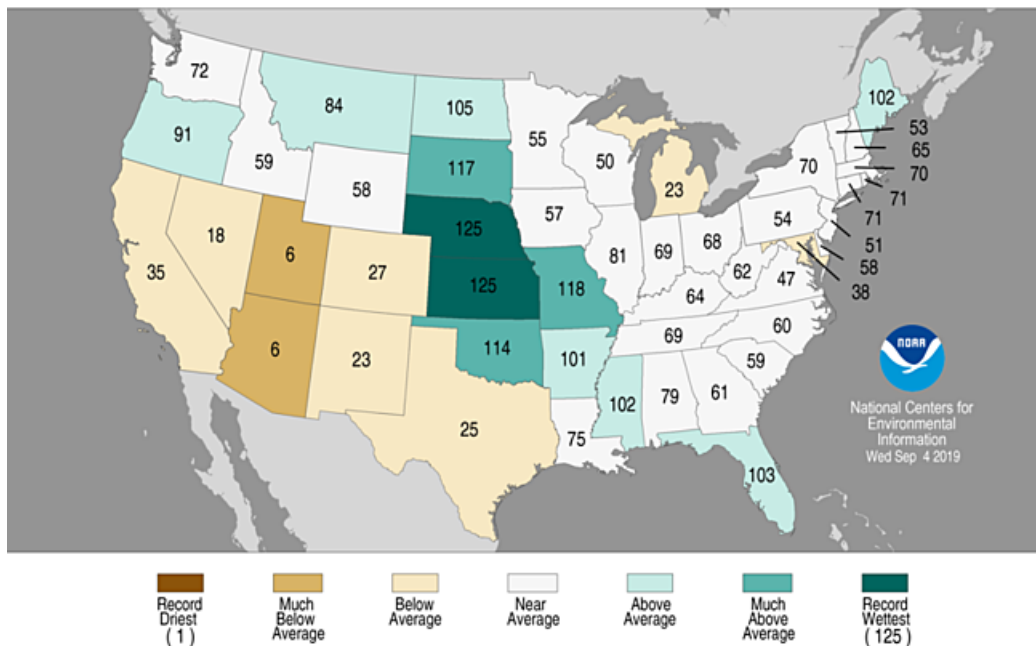 72
84
105
102
91
59
58
117
55
50
23
70
53
65
70
71
71
51
58
38
35
18
6
27
125
125
57
81
69
68
54
62
47
118
64
6
23
114
101
69
60
59
25
75
102
79
61
103
NOAA
National Centers for
Environmental
Information
Wed Sep 4 2019
Record
Driest
( 1 )
Much
Below
Average
Below
Average
Near
Average
Above
Average
Much
Above
Average
Record
Wettest
( 125 )